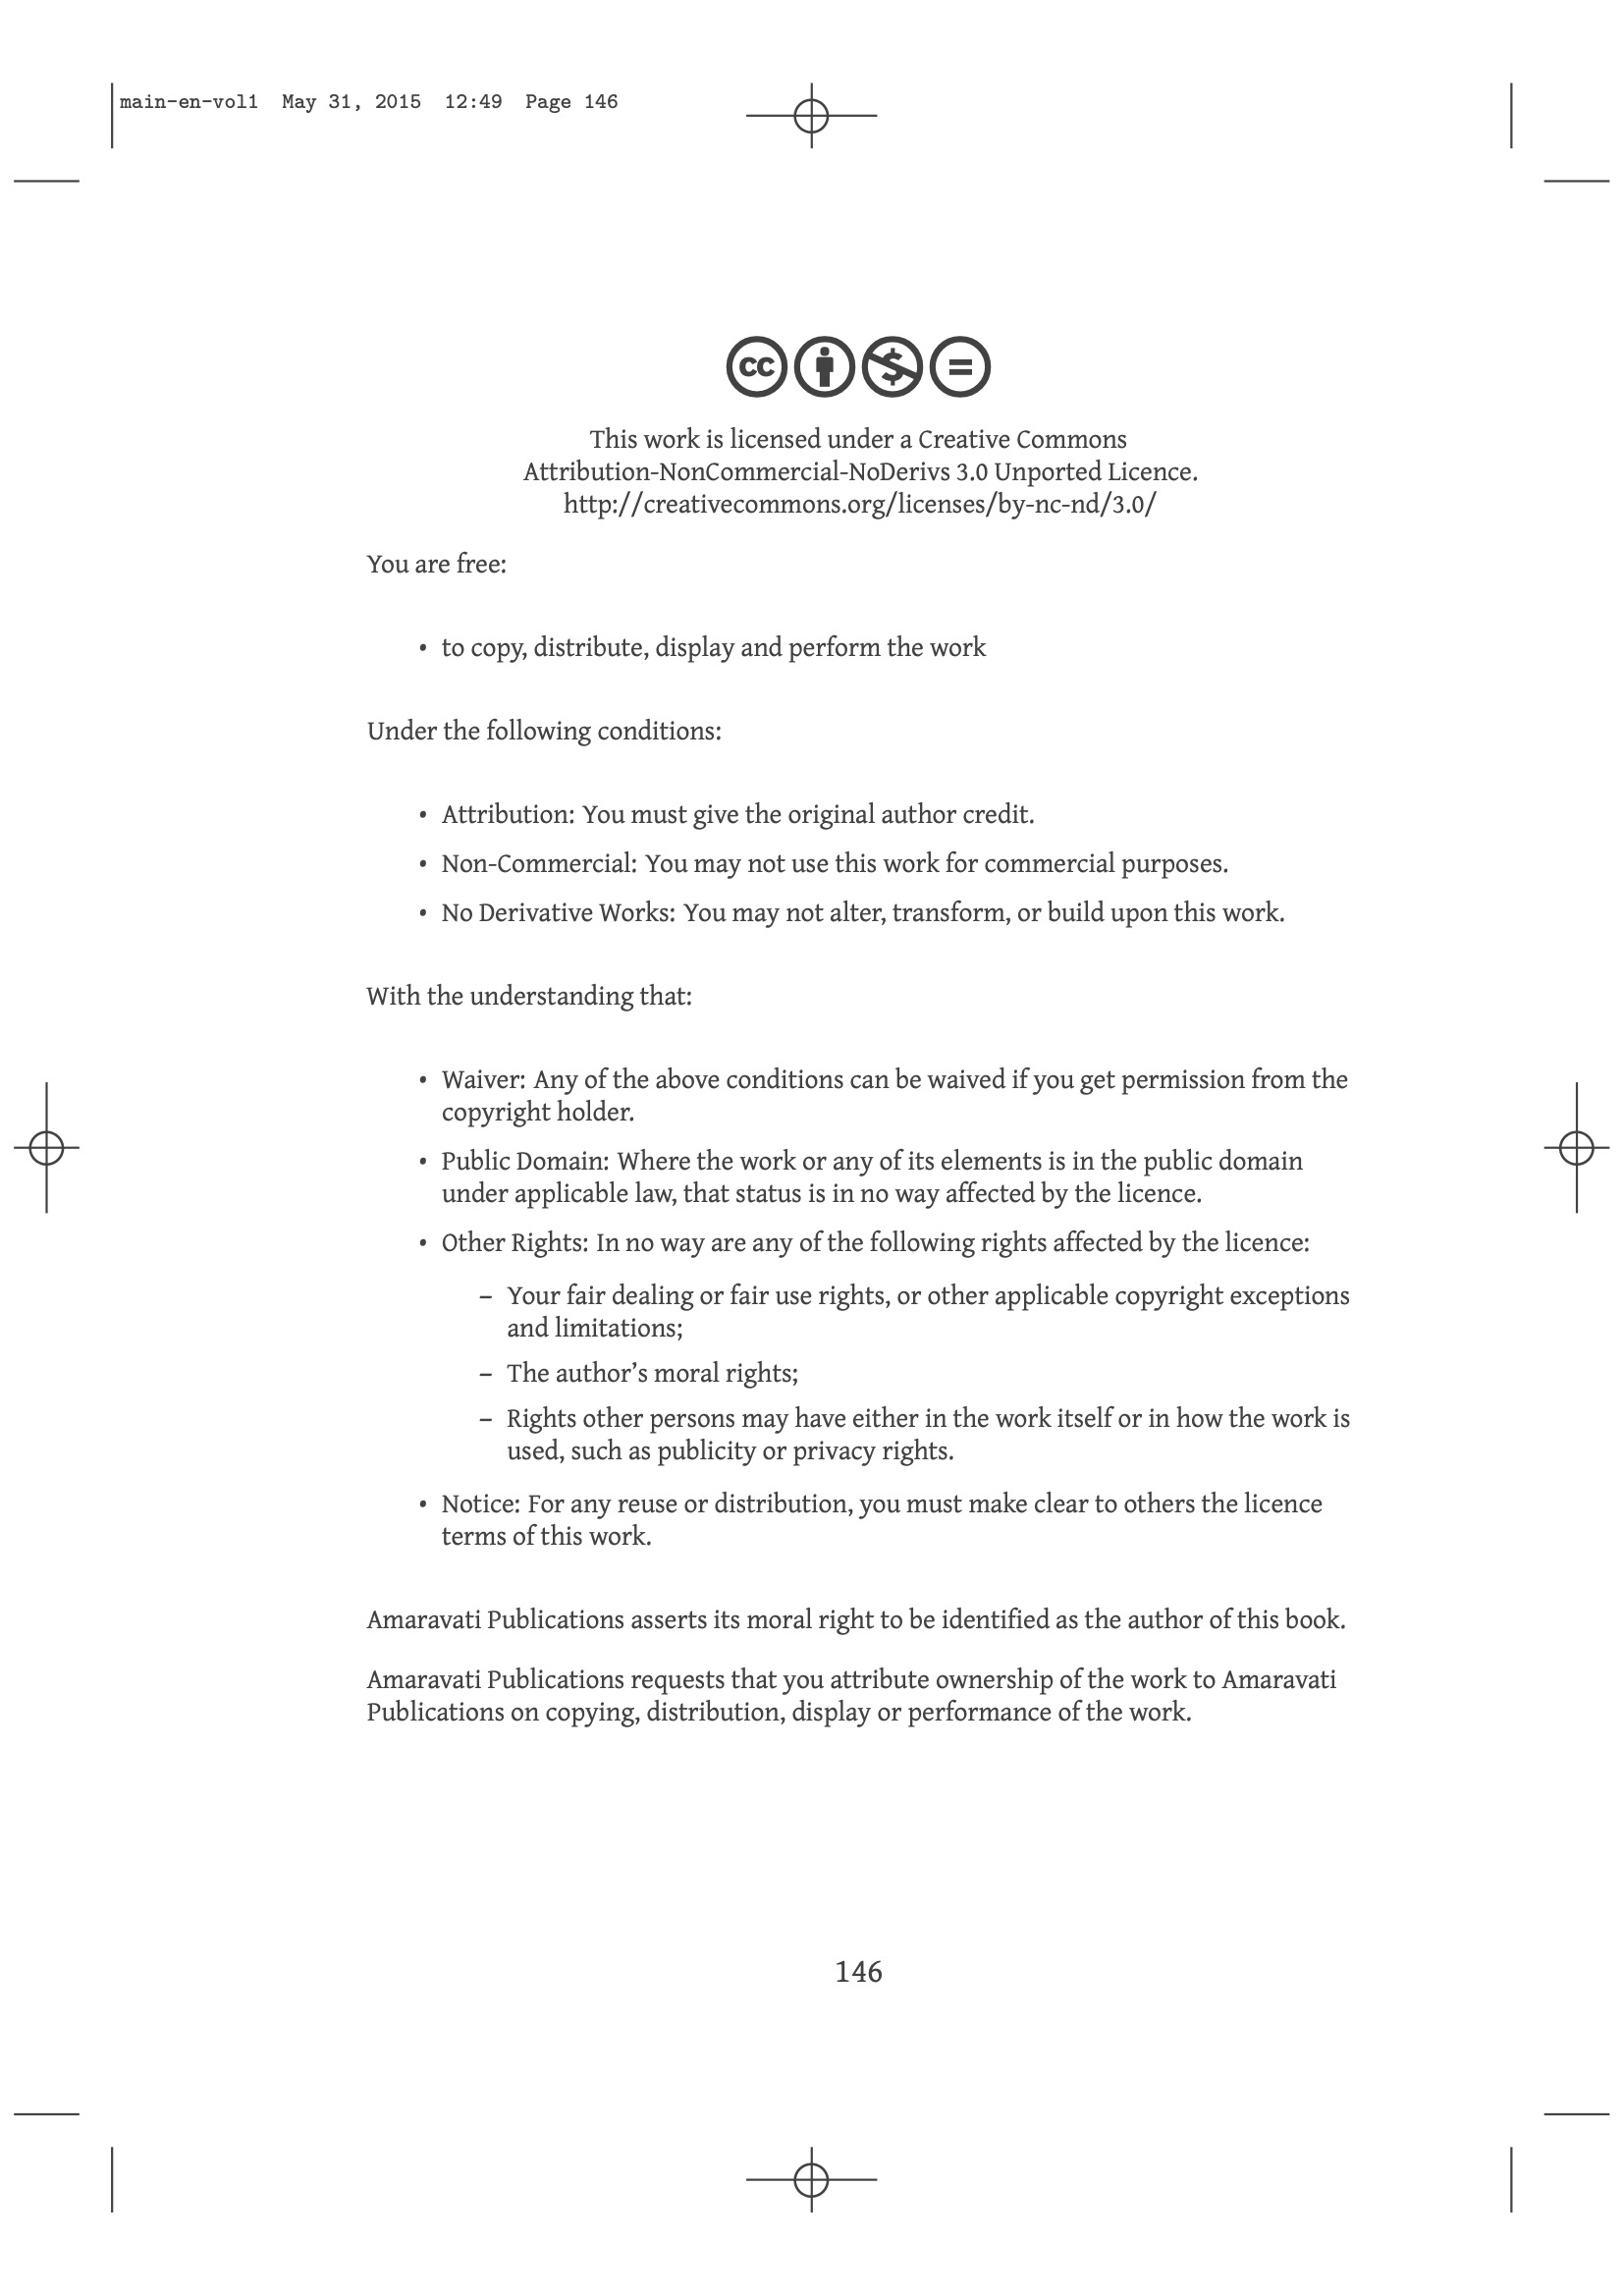 main-en-vol1 May 31, 2015 12:49 Page 146
cc
$
=
This work is licensed under a Creative Commons
Attribution-NonCommercial-NoDerivs 3.0 Unported Licence.
http://creativecommons.org/licenses/by-nc-nd/3.0/
You are free:
• to copy, distribute, display and perform the work
Under the following conditions:
• Attribution: You must give the original author credit.
• Non-Commercial: You may not use this work for commercial purposes.
• No Derivative Works: You may not alter, transform, or build upon this work.
With the understanding that:
• Waiver: Any of the above conditions can be waived if you get permission from the
copyright holder.
• Public Domain: Where the work or any of its elements is in the public domain
under applicable law, that status is in no way affected by the licence.
• Other Rights: In no way are any of the following rights affected by the licence:
– Your fair dealing or fair use rights, or other applicable copyright exceptions
and limitations;
– The author’s moral rights;
– Rights other persons may have either in the work itself or in how the work is
used, such as publicity or privacy rights.
• Notice: For any reuse or distribution, you must make clear to others the licence
terms of this work.
Amaravati Publications asserts its moral right to be identified as the author of this book.
Amaravati Publications requests that you attribute ownership of the work to Amaravati
Publications on copying, distribution, display or performance of the work.
146